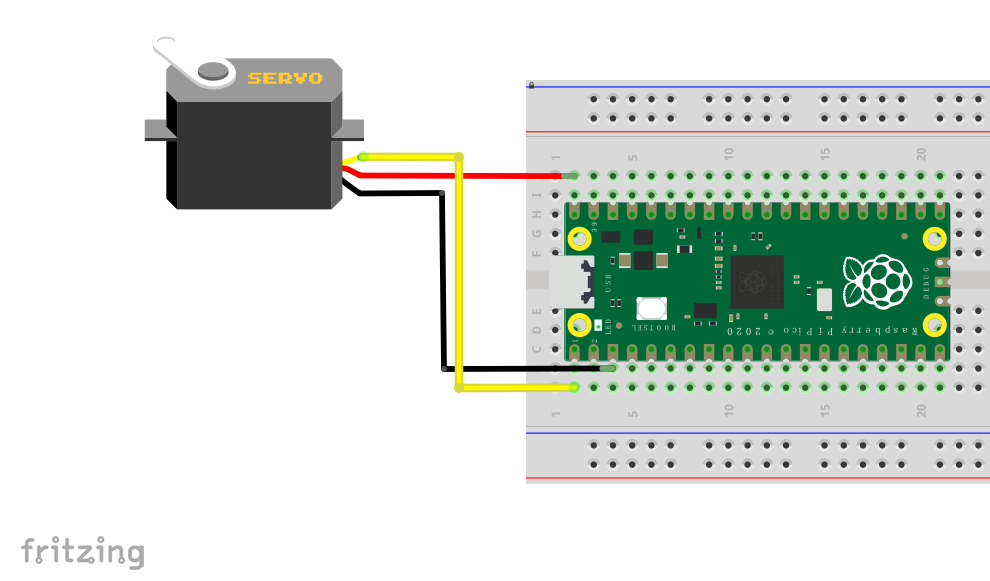 SERVO
1 5 10 15 20
I
H
G
F
39
USB
DEBUG
LED
BOOTSEL
Raspberry Pi Pico © 2020
1
2
E
D
C
1 5 10 15 20
fritzing